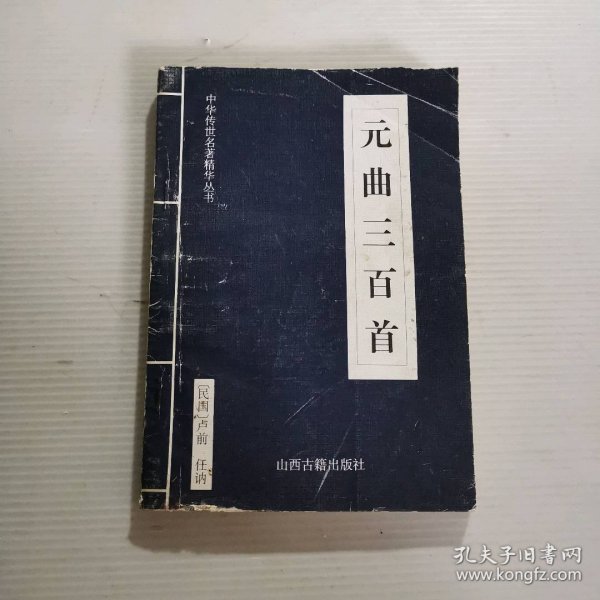 元曲三百首
中华传世名著精华丛书
〔民国〕卢前 任讷
山西古籍出版社
孔夫子旧书网
www.kongfz.com